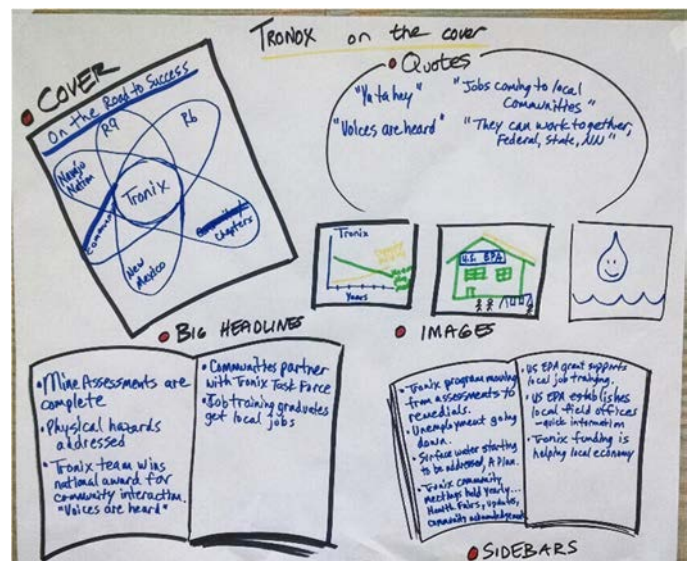 TRONOX on the cover
COVER
On the Road to Success
R9
R6
Navajo
Nation
Tronix
Chapters
New
Mexico
Quotes
"Ya ta hey"
"Jobs coming to local
Communities"
"Voices are heard"
"They can work together,
Federal, State, NN"
Tronix
Years
U.S. EPA
BIG HEADLINES
• Mine Assessments are
complete
• Physical hazards
addressed
• Tronix team wins
national award for
community interaction.
"Voices are heard"
• Communities partner
with Tronix Task Force
• Job training graduates
get local jobs
IMAGES
• Tronix program moving
from assessments to
remedials.
• Unemployment going
down.
• Surface water starting
to be addressed, A Plan.
• Tronix community
meetings held yearly...
Health Fairs, updates,
community acknowledgement
• US EPA grant supports
local job training.
• US EPA establishes
local field offices
- quick information
• Tronix funding is
helping local economy
SIDEBARS